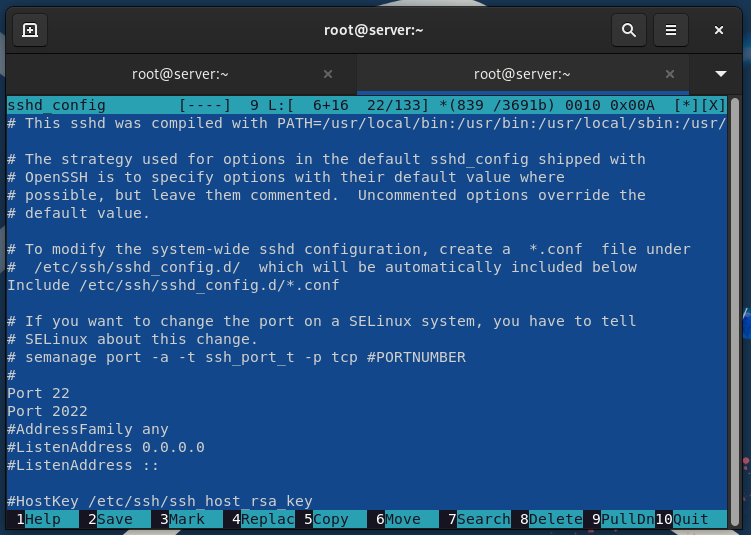 root@server:~
root@server:~ × root@server:~ ×
sshd_config [----] 9 L:[ 6+16 22/133] *(839 /3691b) 0010 0x00A [*][X]
# This sshd was compiled with PATH=/usr/local/bin:/usr/bin:/usr/local/sbin:/usr/
# The strategy used for options in the default sshd_config shipped with
# OpenSSH is to specify options with their default value where
# possible, but leave them commented.  Uncommented options override the
# default value.
# To modify the system-wide sshd configuration, create a  *.conf  file under
#  /etc/ssh/sshd_config.d/  which will be automatically included below
Include /etc/ssh/sshd_config.d/*.conf
# If you want to change the port on a SELinux system, you have to tell
# SELinux about this change.
# semanage port -a -t ssh_port_t -p tcp #PORTNUMBER
#
Port 22
Port 2022
#AddressFamily any
#ListenAddress 0.0.0.0
#ListenAddress ::
#HostKey /etc/ssh/ssh_host_rsa_key
1Help 2Save 3Mark 4Replac 5Copy 6Move 7Search 8Delete 9PullDn 10Quit